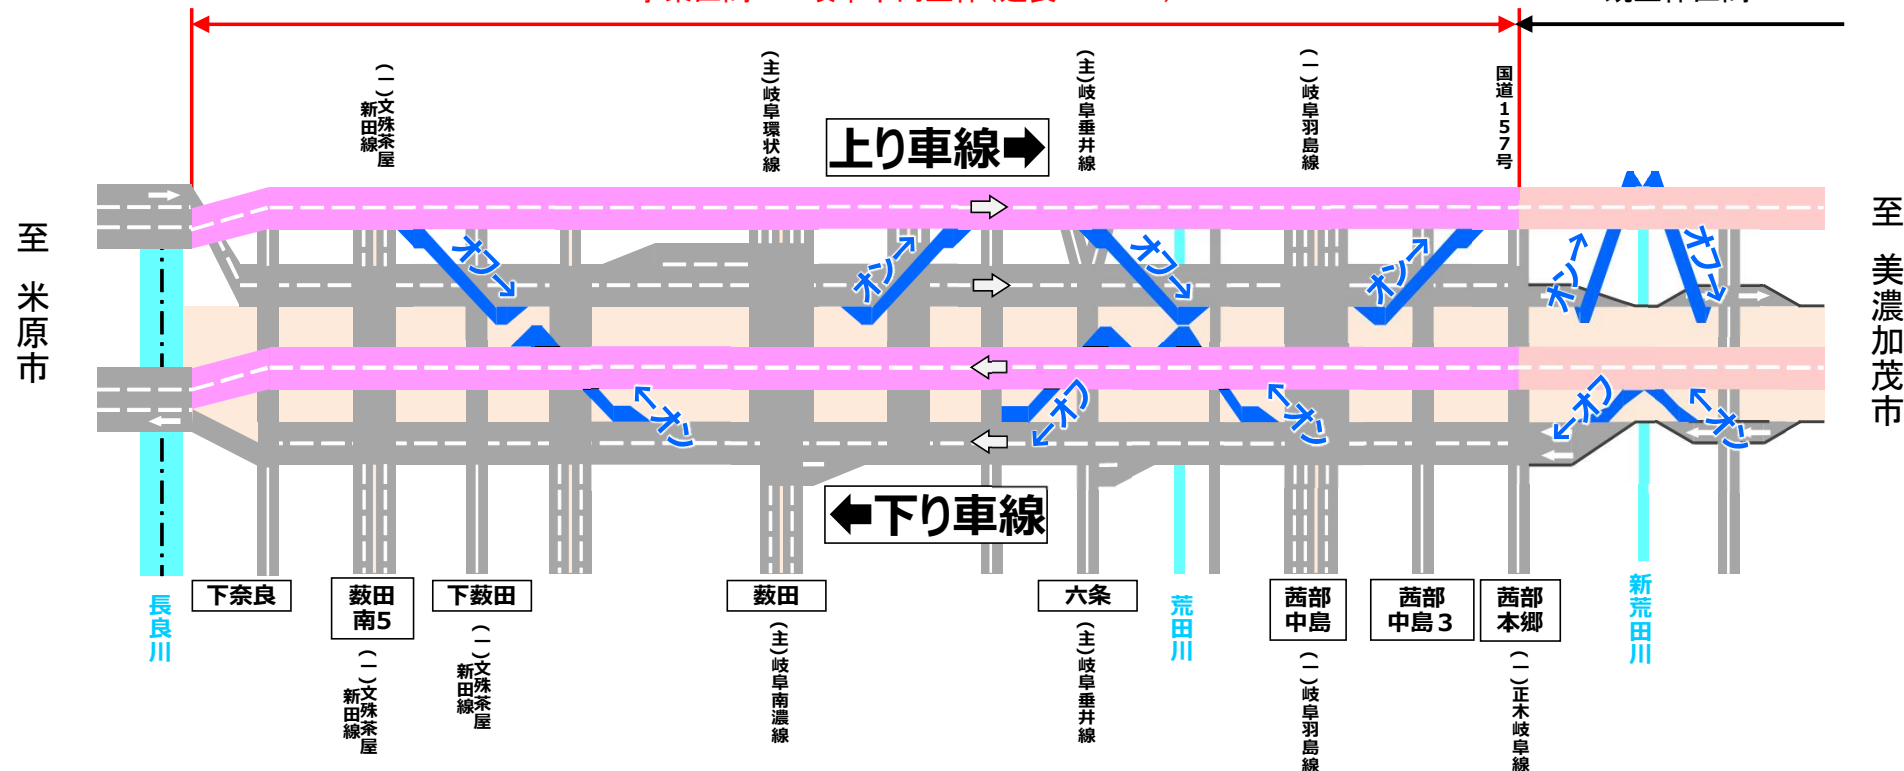 (一)文殊茶屋
新田線
(主)岐阜環状線
(主)岐阜垂井線
(一)岐阜羽島線
国道157号
上り車線➡
至 米原市
至 美濃加茂市
オフ→
オン→
オフ→
オン→
オン→
オフ→
←オン
←オフ
←オン
←オフ
←オン
⬅下り車線
長良川
下奈良
薮田
南5
下薮田
薮田
六条
荒田川
茜部
中島
茜部
中島3
茜部
本郷
新荒田川
(一)文殊茶屋
新田線
(一)文殊茶屋
新田線
(主)岐阜南濃線
(主)岐阜垂井線
(一)岐阜羽島線
(一)正木岐阜線